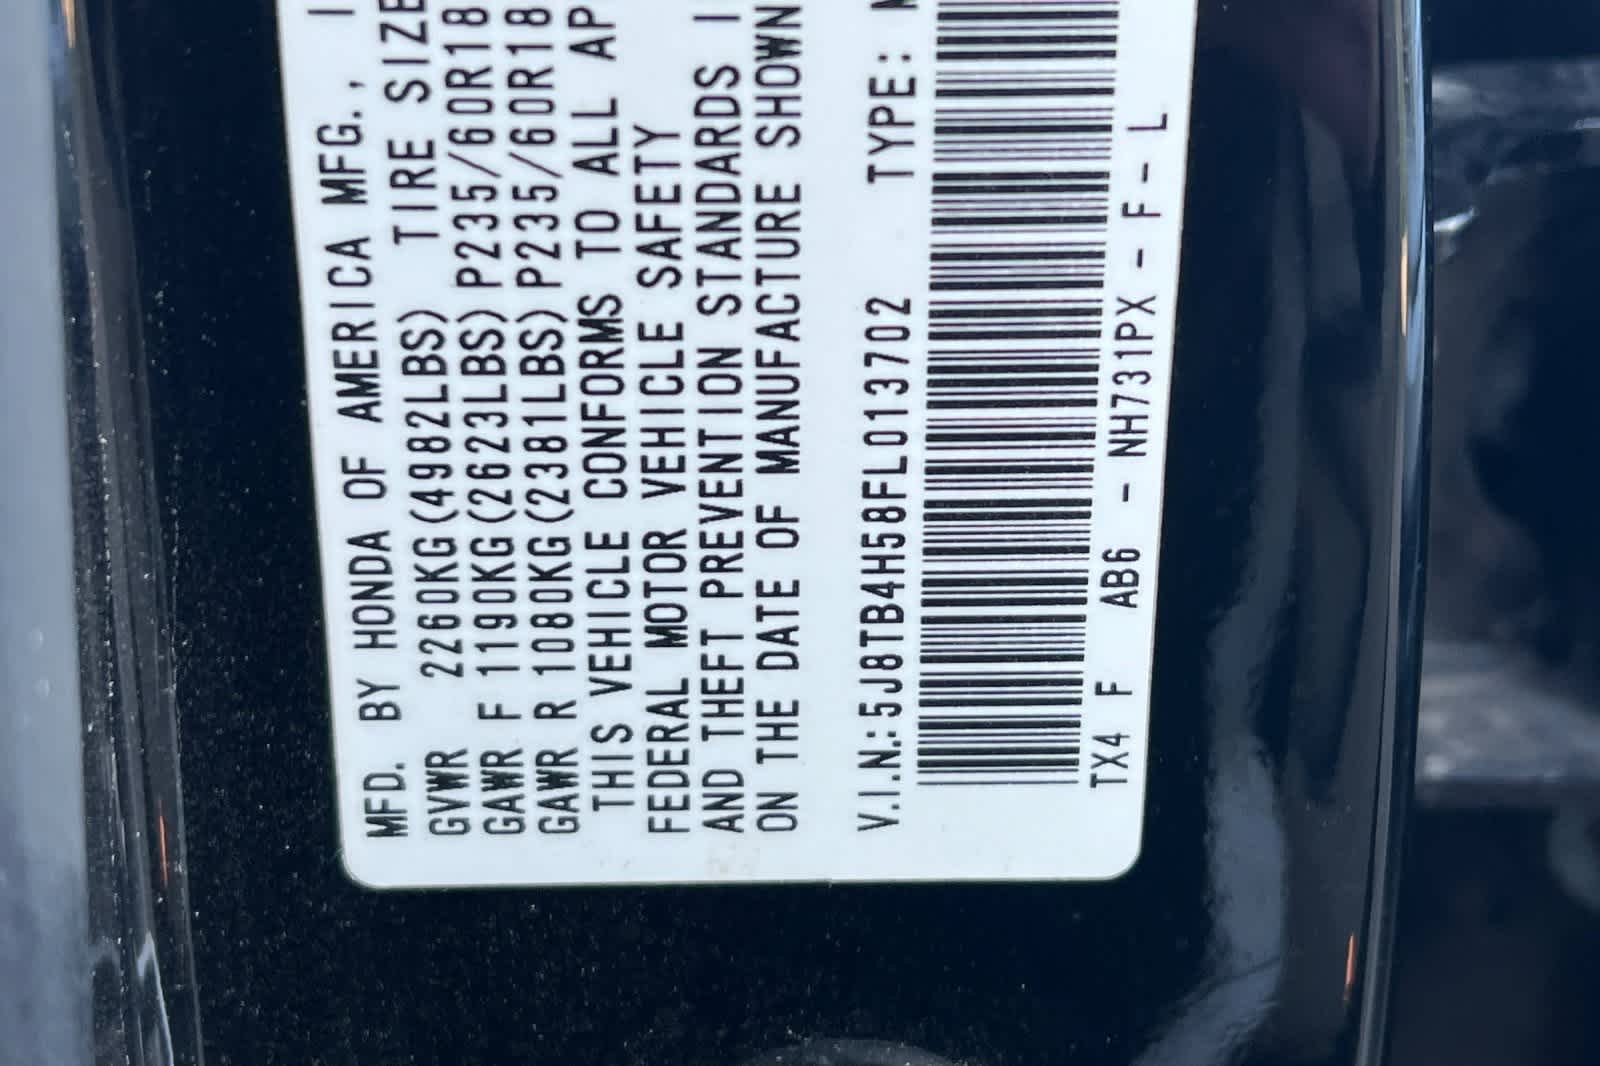 MFD. BY HONDA OF AMERICA MFG., I
GVWR 2260KG(4982LBS) TIRE SIZE
GAWR F 1190KG(2623LBS)P235/60R18
GAWR R 1080KG(2381LBS)P235/60R18
THIS VEHICLE CONFORMS TO ALL AP
FEDERAL MOTOR VEHICLE SAFETY
AND THEFT PREVENTION STANDARDS I
ON THE DATE OF MANUFACTURE SHOWN
V.I.N.:5J8TB4H58FL013702 TYPE:
TX4 F AB6 - NH731PX - F - L